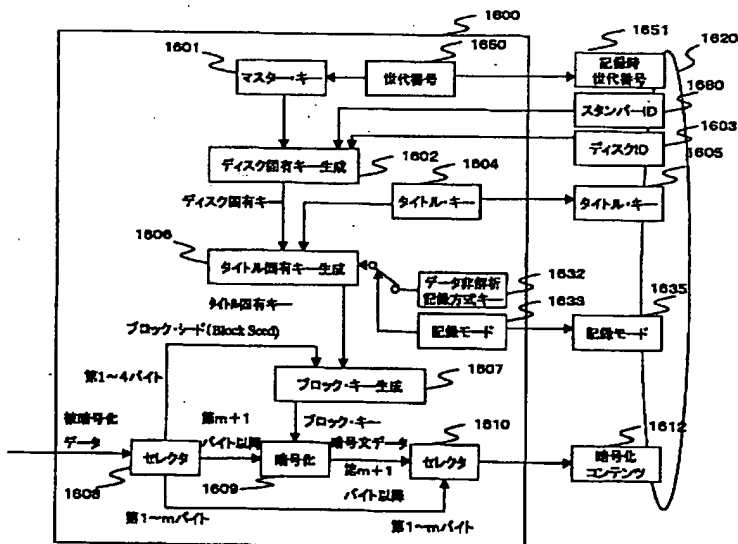 1600
1601
1650
1651
1620
マスター・キー
世代番号
記録時
世代番号
1680
スタンパーID
1603
ディスクID
1602
1604
1605
ディスク固有キー生成
ディスク固有キー
タイトル・キー
タイトル・キー
1606
タイトル固有キー生成
データ非解析
記録方式キー
1632
1633
1635
タイトル固有キー
記録モード
記録モード
ブロック・シード(Block Seed)
第1~4バイト
ブロック・キー生成
1607
被暗号化
データ
第m+1
バイト以降
ブロック・キー
暗号文データ
1610
1612
セレクタ
暗号化
第m+1
バイト以降
セレクタ
暗号化
コンテンツ
1608
1609
第1~mバイト
第1~mバイト